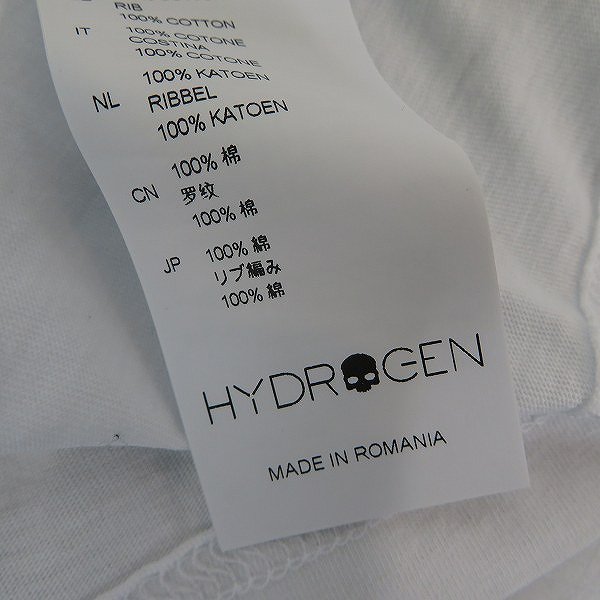 RIB
100% COTTON
IT 100% COTONE
COSTINA
100% COTONE
100% KATOEN
NL RIBBEL
100% KATOEN
100% 棉
CN 罗纹
100% 棉
JP 100% 綿
リブ編み
100% 綿
HYDROGEN
MADE IN ROMANIA